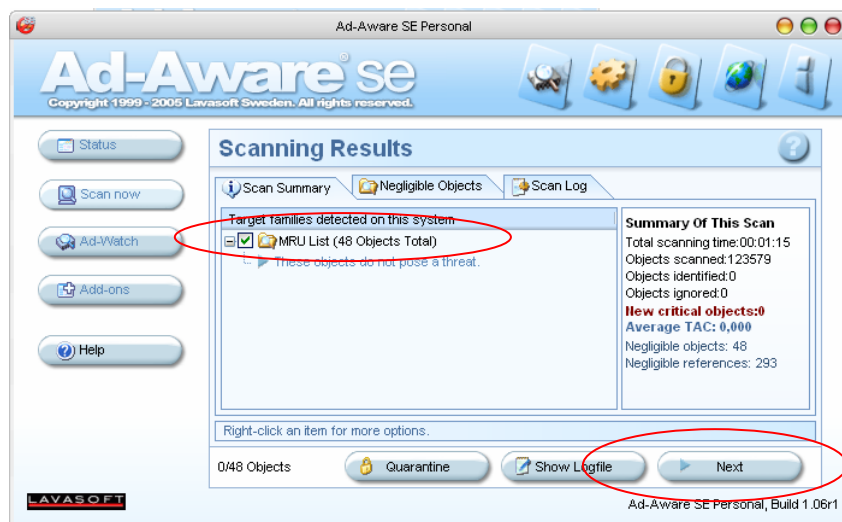 Ad-Aware SE Personal
Ad-Aware SE
Copyright 1999 - 2005 Lavasoft Sweden. All rights reserved.
Status
Scan now
Ad-Watch
Add-ons
Help
Scanning Results
Scan Summary
Negligible Objects
Scan Log
Target families detected on this system
MRU List (48 Objects Total)
These objects do not pose a threat.
Summary Of This Scan
Total scanning time:00:01:15
Objects scanned:123579
Objects identified:0
Objects ignored:0
New critical objects:0
Average TAC: 0,000
Negligible objects: 48
Negligible references: 293
Right-click an item for more options.
0/48 Objects
Quarantine
Show Logfile
Next
LAVASOFT
Ad-Aware SE Personal, Build 1.06r1